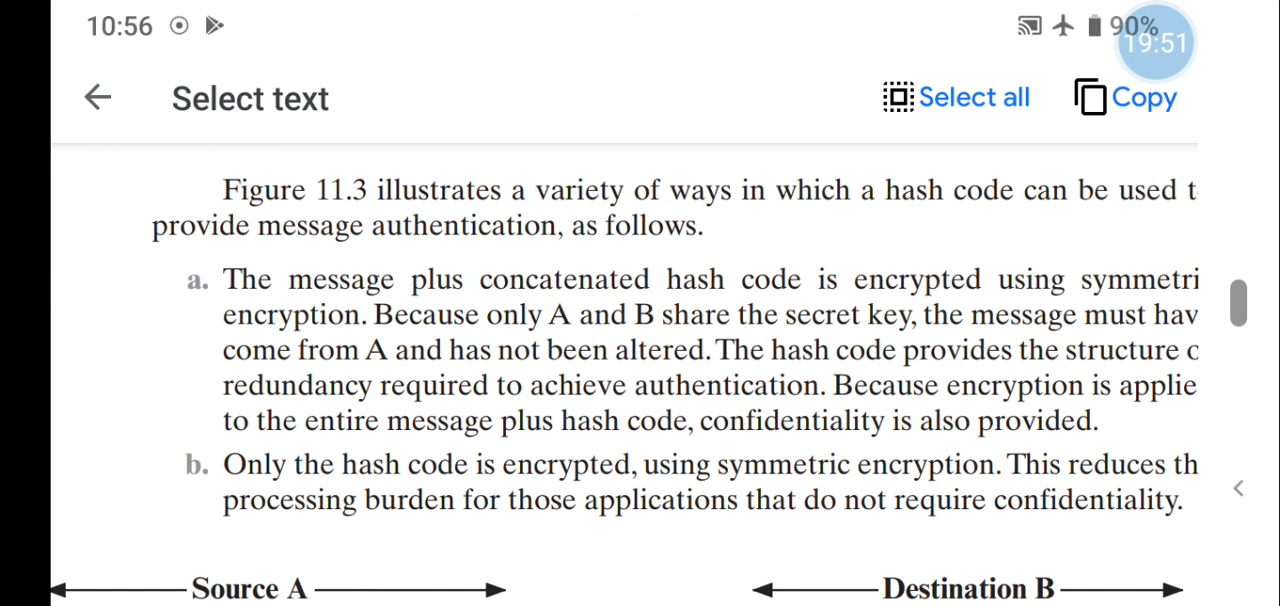 10:56 90%
19:51
Select text Select all Copy
Figure 11.3 illustrates a variety of ways in which a hash code can be used t
provide message authentication, as follows.
a. The message plus concatenated hash code is encrypted using symmetri
encryption. Because only A and B share the secret key, the message must hav
come from A and has not been altered. The hash code provides the structure o
redundancy required to achieve authentication. Because encryption is applie
to the entire message plus hash code, confidentiality is also provided.
b. Only the hash code is encrypted, using symmetric encryption. This reduces th
processing burden for those applications that do not require confidentiality.
Source A Destination B